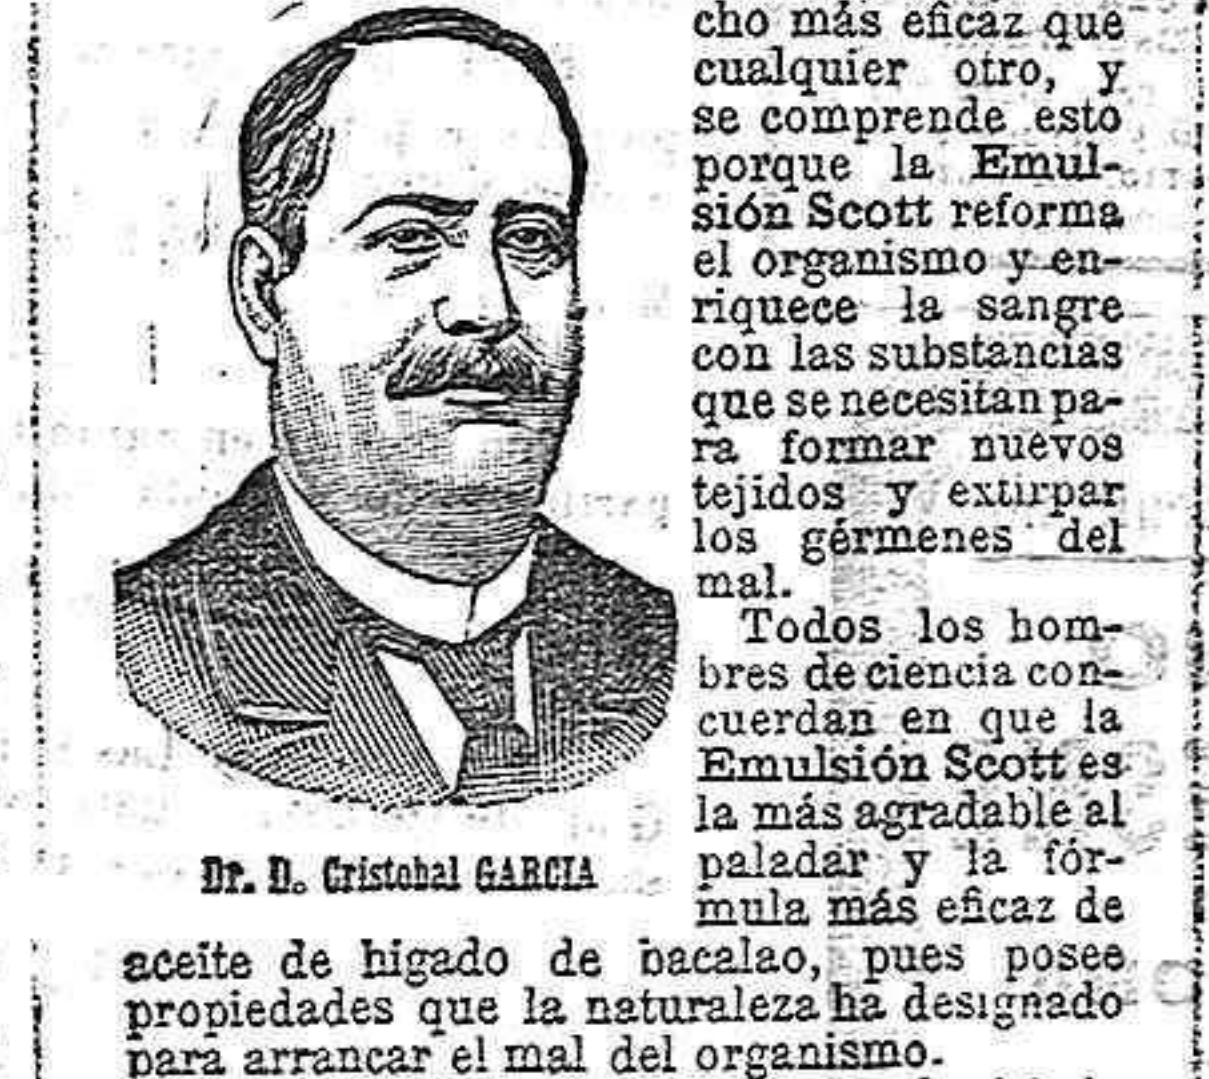 cho más eficaz que
cualquier otro, y
se comprende esto
porque la Emul-
sión Scott reforma
el organismo y en-
riquece la sangre
con las substancias
que se necesitan pa-
ra formar nuevos
tejidos y extirpar
los gérmenes del
mal.
Todos los hom-
bres de ciencia con-
cuerdan en que la
Emulsión Scott es
la más agradable al
paladar y la fór-
mula más eficaz de
Dr. D. Cristobal GARCIA
aceite de higado de bacalao, pues posee
propiedades que la naturaleza ha designado
para arrancar el mal del organismo.